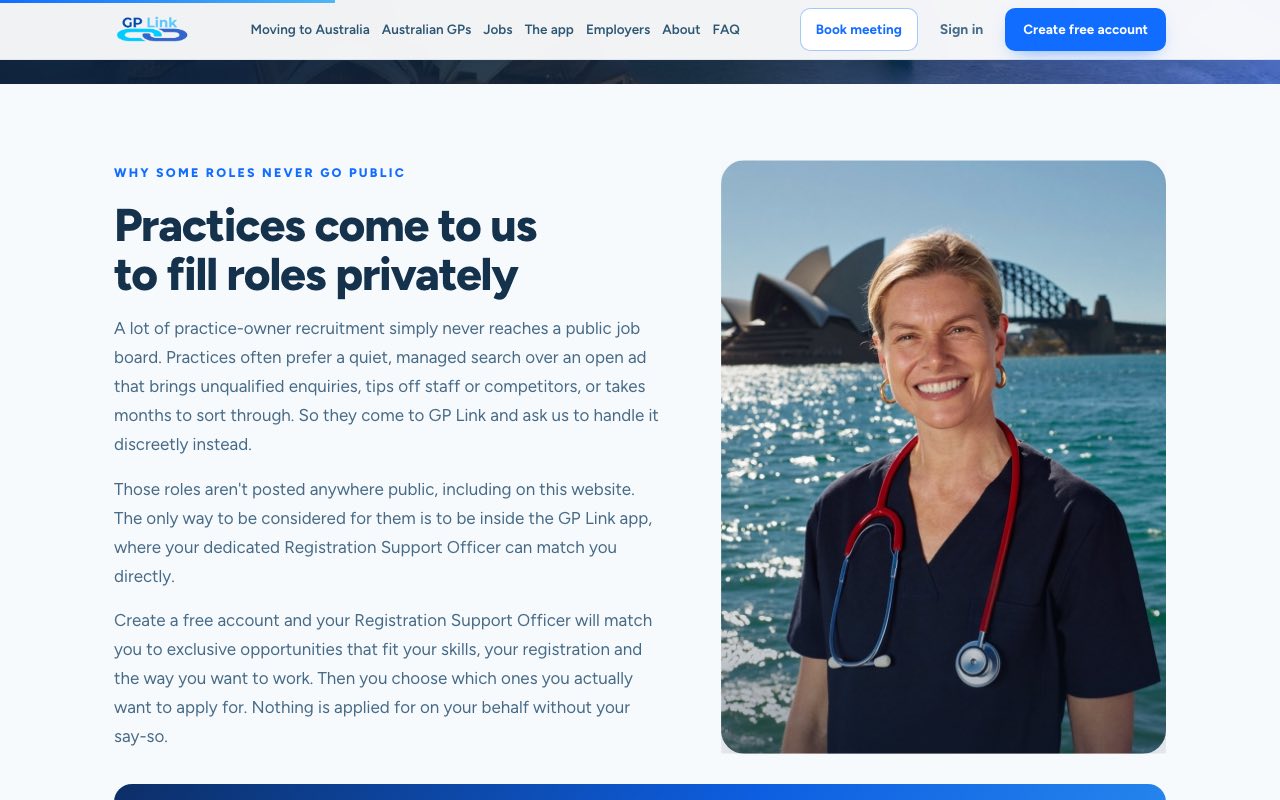 GP Link
Moving to Australia
Australian GPs
Jobs
The app
Employers
About
FAQ
Book meeting
Sign in
Create free account
WHY SOME ROLES NEVER GO PUBLIC
Practices come to us
to fill roles privately
A lot of practice-owner recruitment simply never reaches a public job
board. Practices often prefer a quiet, managed search over an open ad
that brings unqualified enquiries, tips off staff or competitors, or takes
months to sort through. So they come to GP Link and ask us to handle it
discreetly instead.
Those roles aren't posted anywhere public, including on this website.
The only way to be considered for them is to be inside the GP Link app,
where your dedicated Registration Support Officer can match you
directly.
Create a free account and your Registration Support Officer will match
you to exclusive opportunities that fit your skills, your registration and
the way you want to work. Then you choose which ones you actually
want to apply for. Nothing is applied for on your behalf without your
say-so.